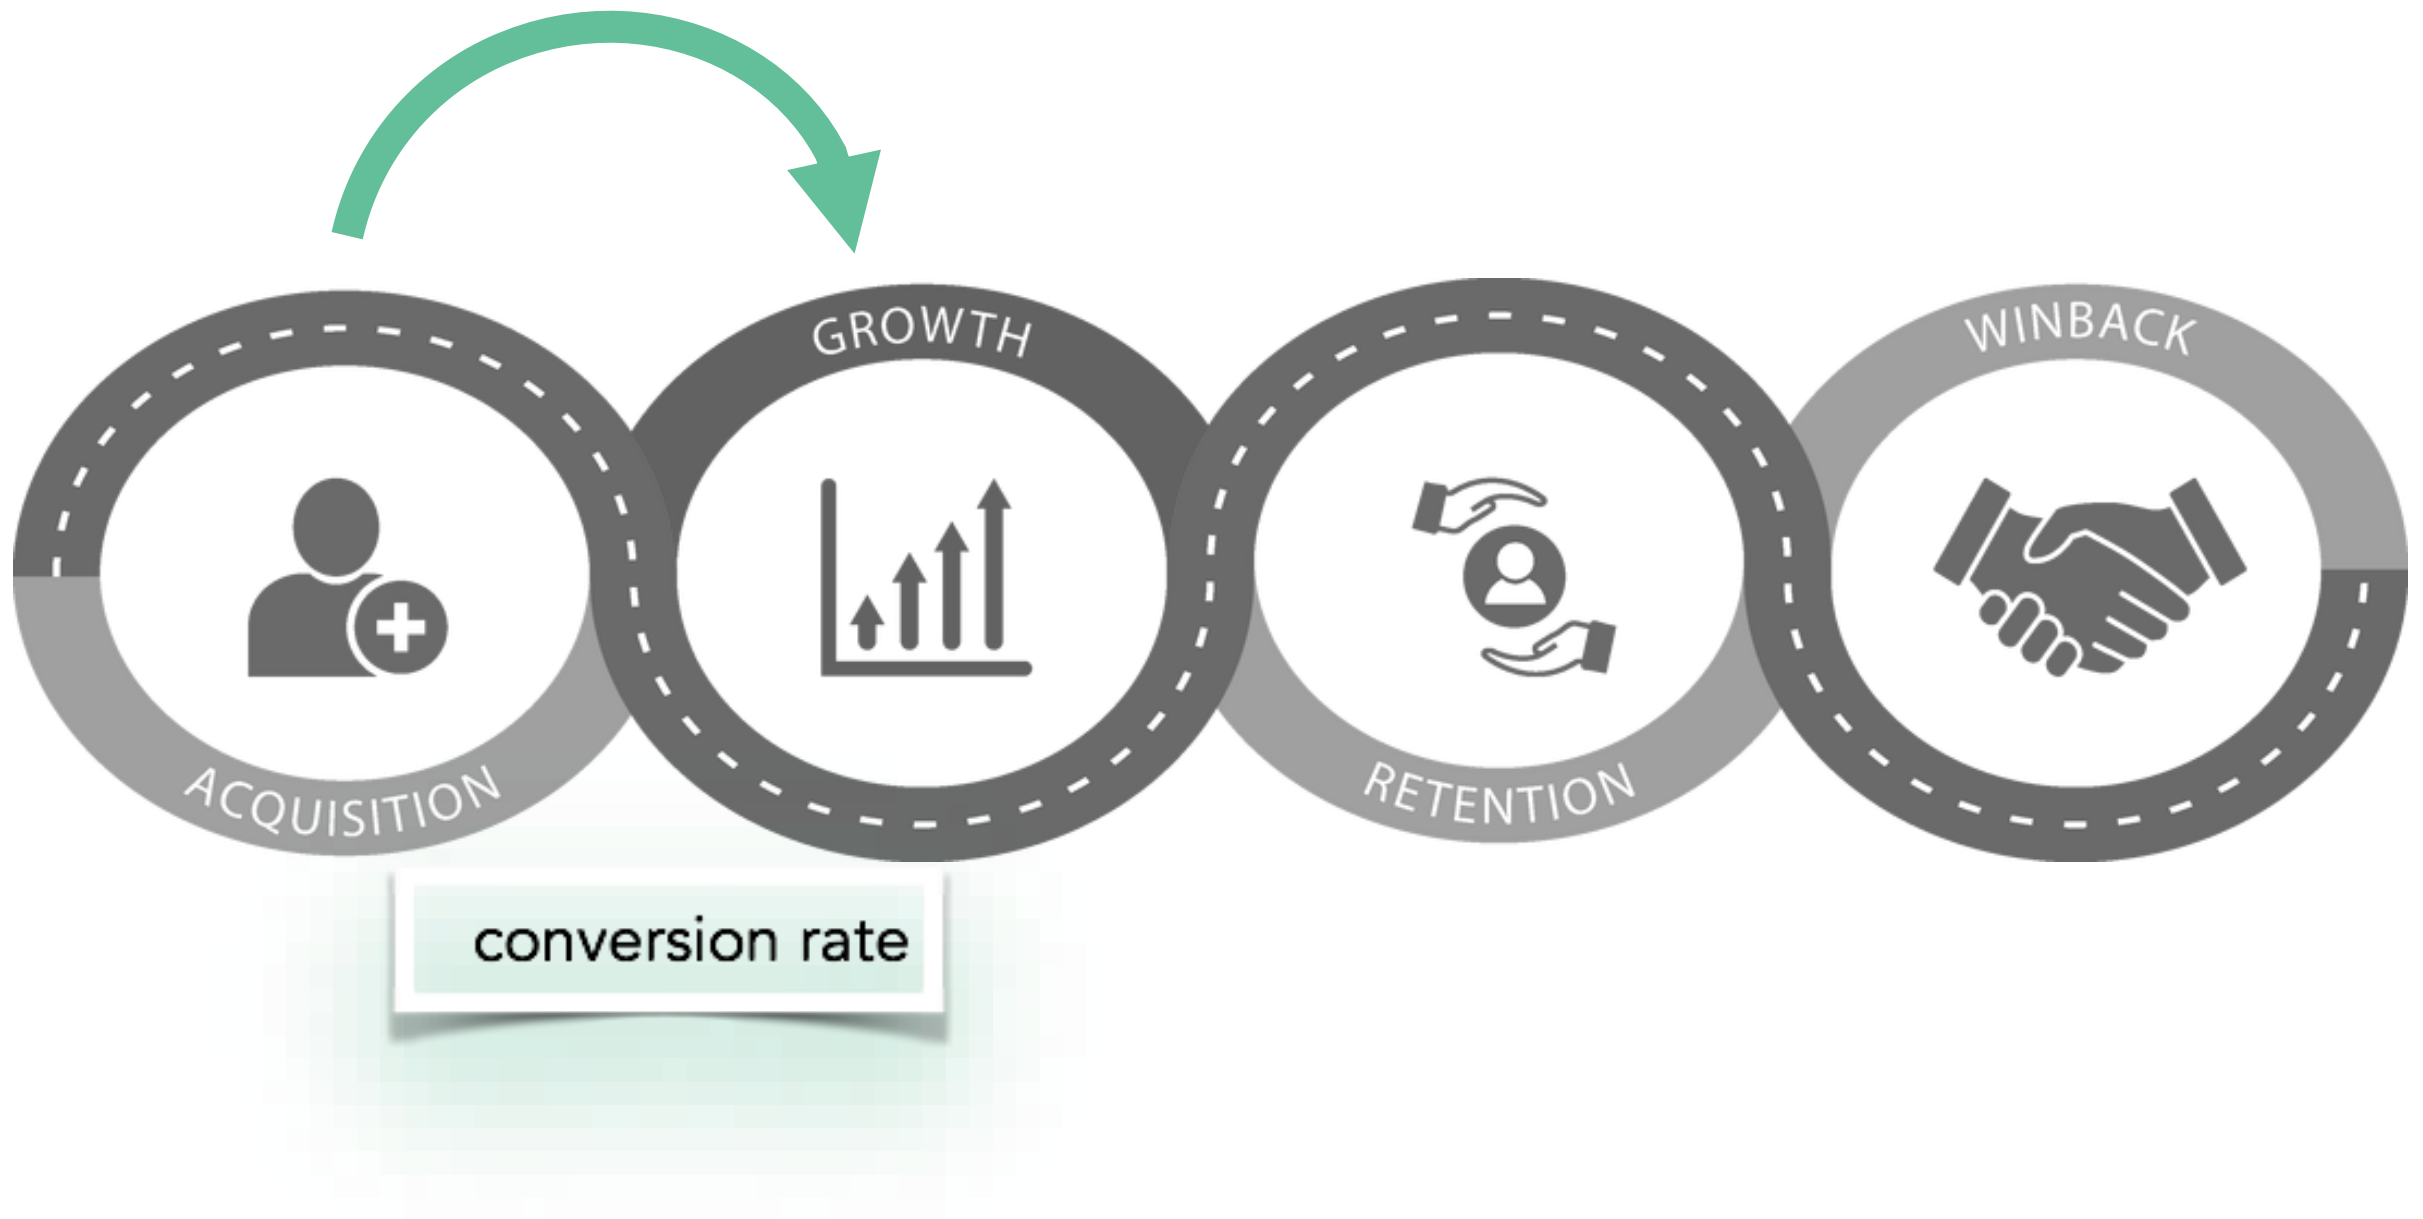 GROWTH
WINBACK
ACQUISITION
RETENTION
conversion rate